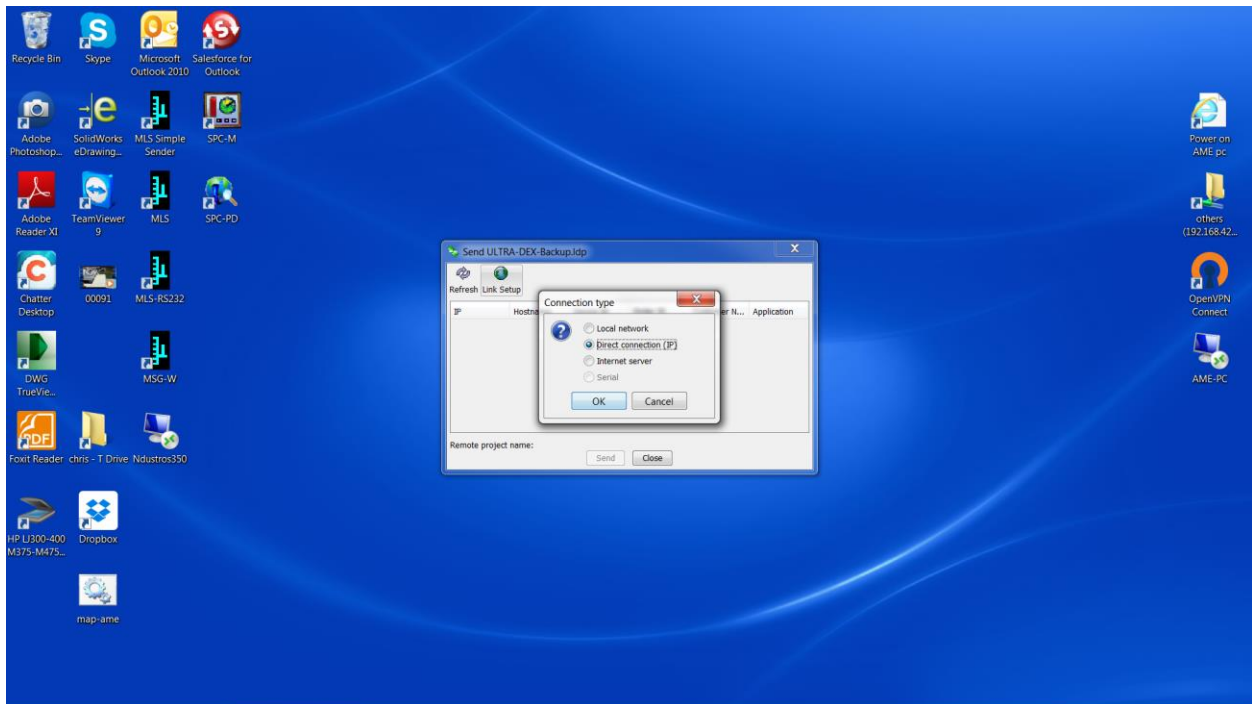 Recycle Bin
Skype
Microsoft
Outlook 2010
Salesforce for
Outlook
Adobe
Photoshop...
SolidWorks
eDrawing...
MLS Simple
Sender
SPC-M
Adobe
Reader XI
TeamViewer
9
MLS
SPC-PD
Chatter
Desktop
00091
MLS-RS232
DWG
TrueVie...
MSG-W
PDF
Foxit Reader
chris - T Drive
Ndustros350
HP LJ300-400
M375-M475...
Dropbox
map-ame
Power on
AME pc
others
(192.168.42...
OpenVPN
Connect
AME-PC
Send ULTRA-DEX-Backup.ldp
Refresh
Link Setup
IP
Hostna
er N...
Application
Connection type
Local network
Direct connection (IP)
Internet server
Serial
OK
Cancel
Remote project name:
Send
Close